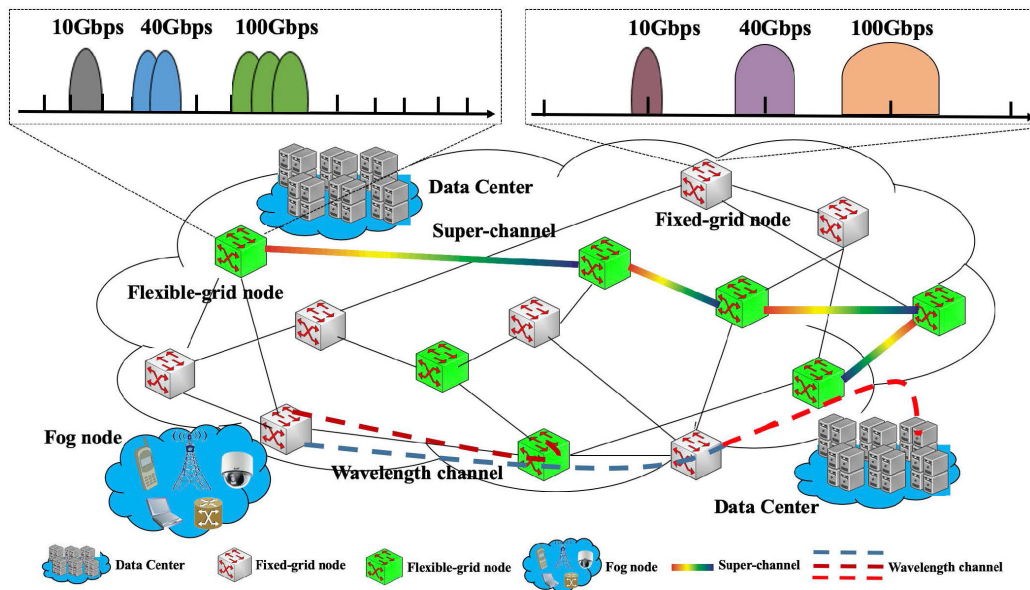 10Gbps 40Gbps 100Gbps
10Gbps 40Gbps 100Gbps
Data Center
Fixed-grid node
Super-channel
Flexible-grid node
Fog node
Wavelength channel
Data Center
Data Center Fixed-grid node Flexible-grid node Fog node Super-channel Wavelength channel